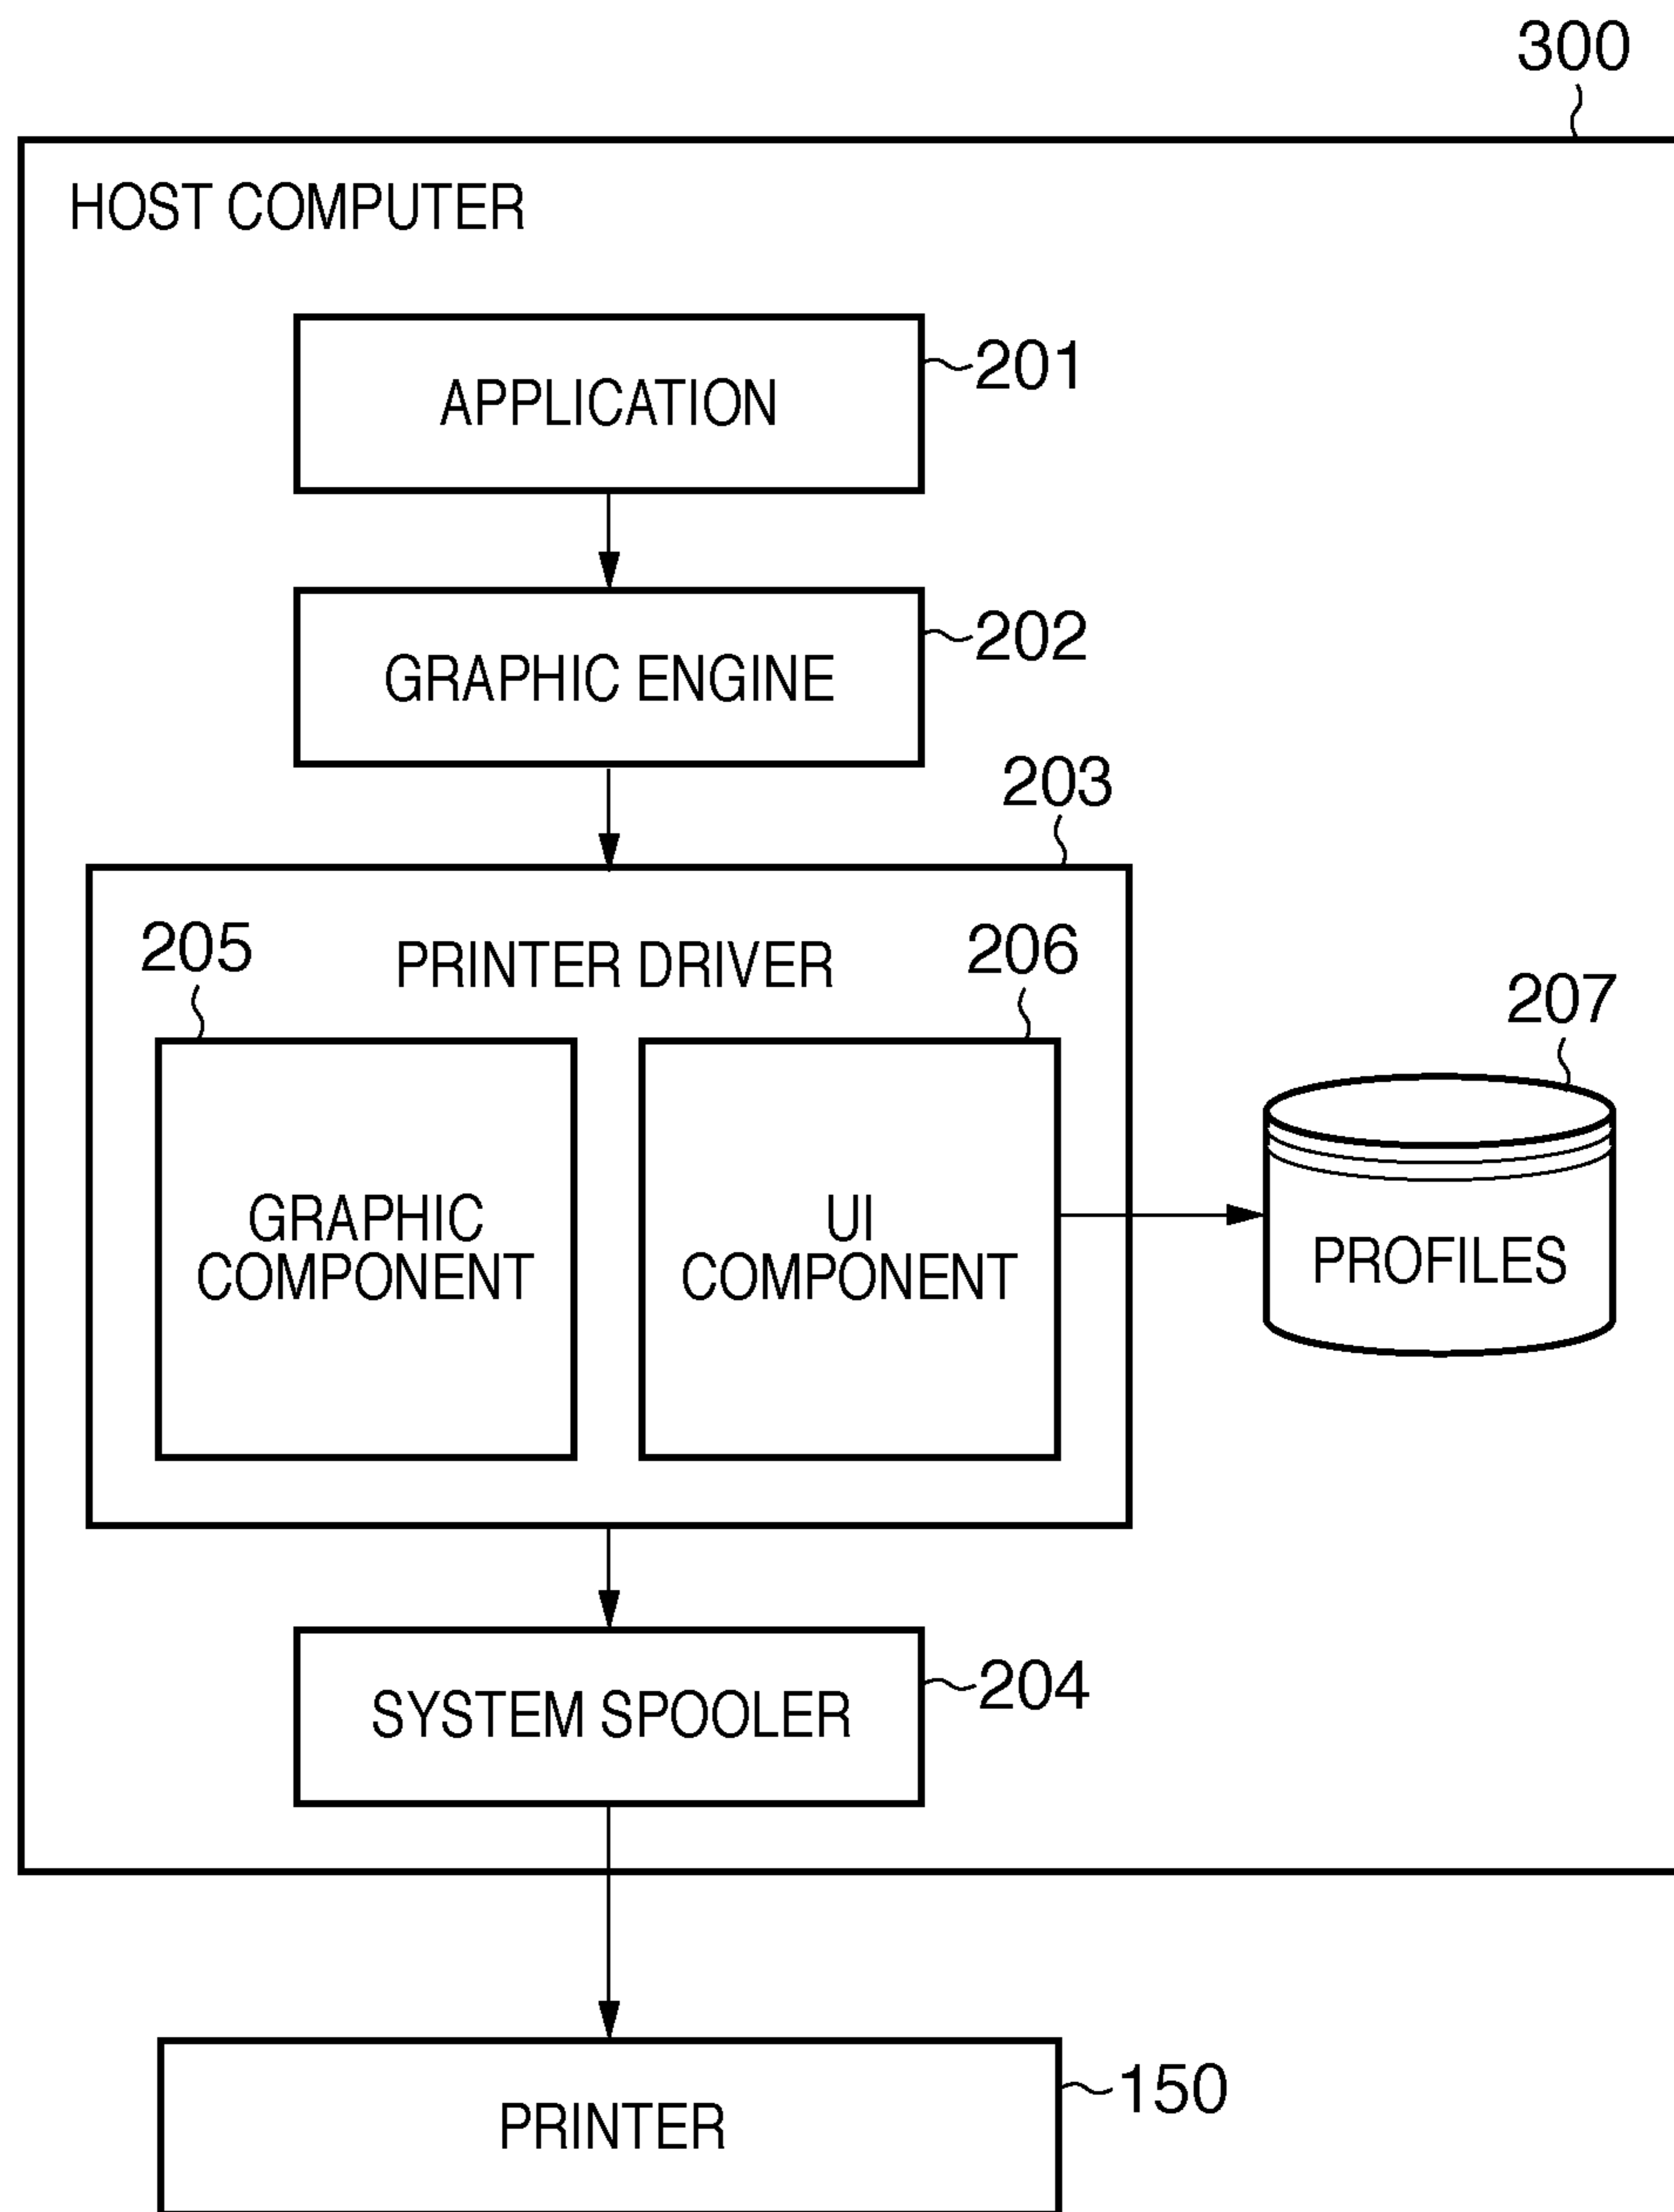 300
HOST COMPUTER
APPLICATION
201
GRAPHIC ENGINE
202
203
205
PRINTER DRIVER
206
207
GRAPHIC
COMPONENT
UI
COMPONENT
PROFILES
SYSTEM SPOOLER
204
PRINTER
150